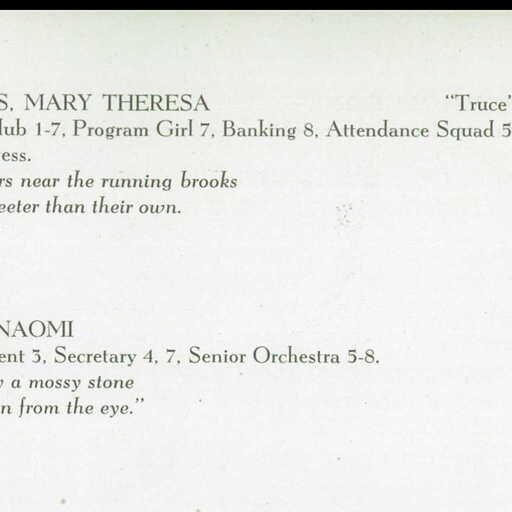 S, MARY THERESA "Truce"
lub 1-7, Program Girl 7, Banking 8, Attendance Squad 5
ess.
rs near the running brooks
eeter than their own.
NAOMI
ent 3, Secretary 4, 7, Senior Orchestra 5-8.
y a mossy stone
n from the eye."